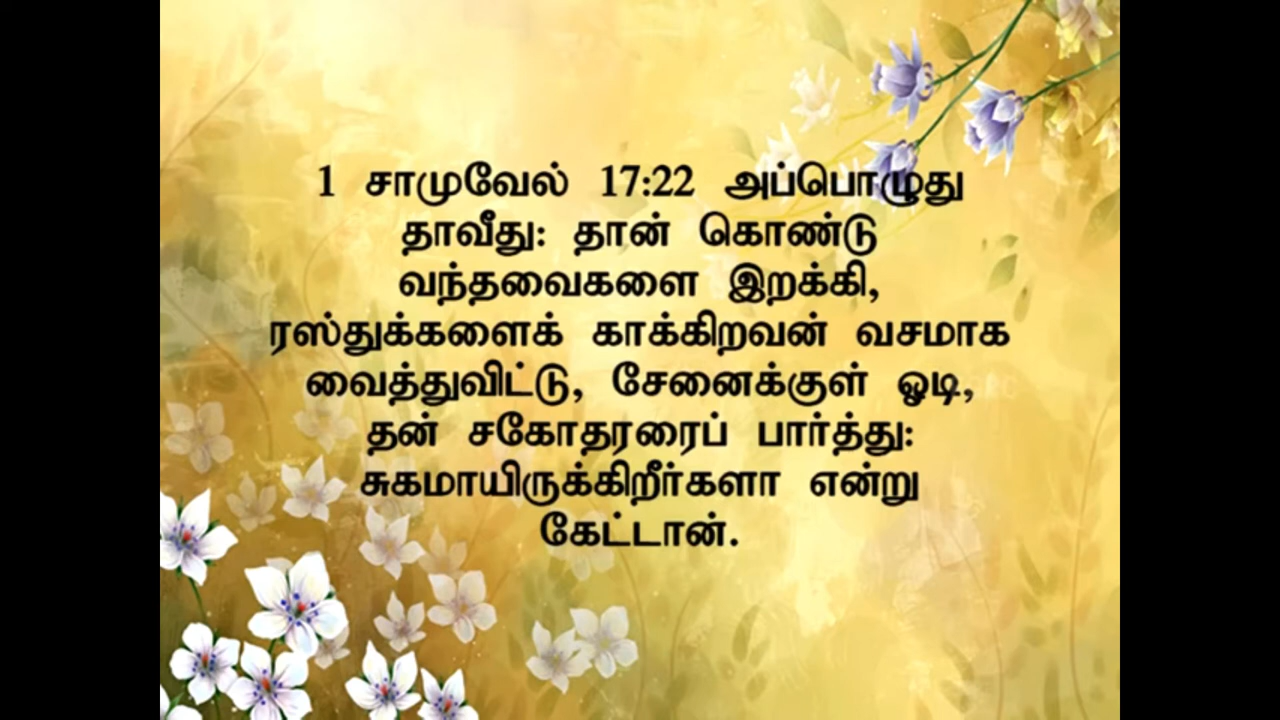 1 சாமுவேல் 17:22 அப்பொழுது
தாவீது: தான் கொண்டு
வந்தவைகளை இறக்கி,
ரஸ்துக்களைக் காக்கிறவன் வசமாக
வைத்துவிட்டு, சேனைக்குள் ஓடி,
தன் சகோதரரைப் பார்த்து:
சுகமாயிருக்கிறீர்களா என்று
கேட்டான்.